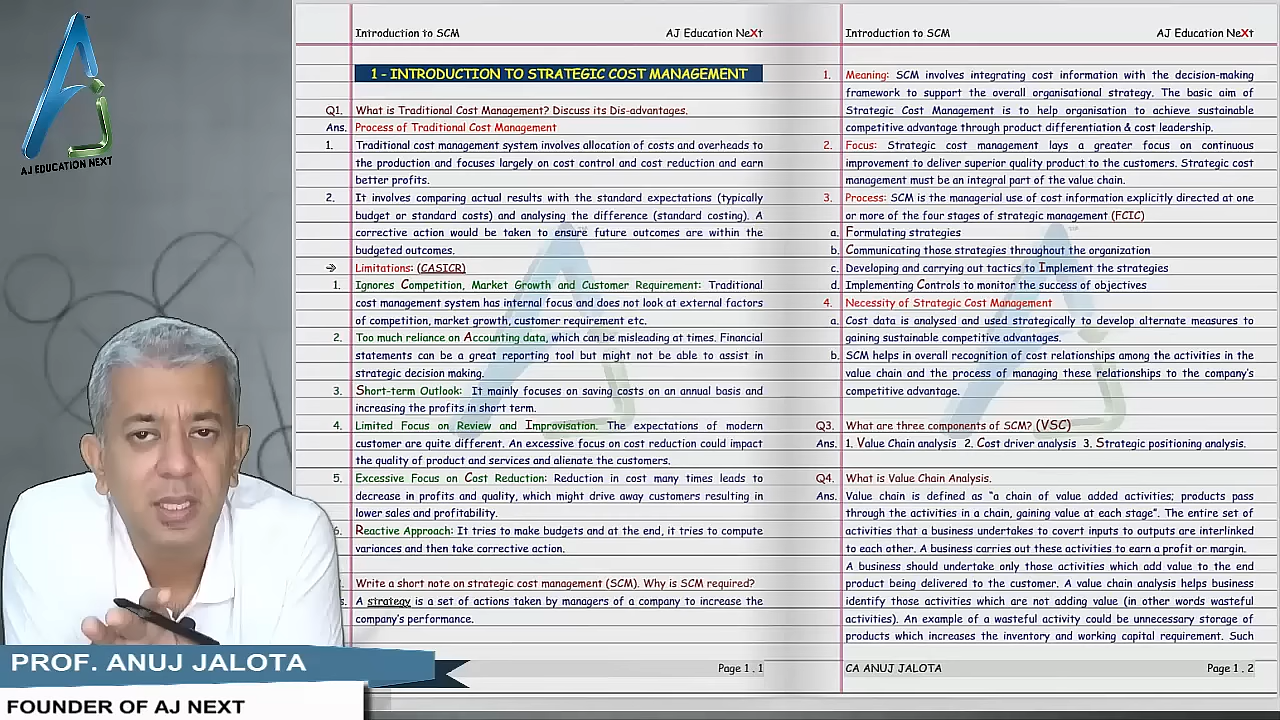 AJ EDUCATION NEXT
Introduction to SCM AJ Education NeXt
1 - INTRODUCTION TO STRATEGIC COST MANAGEMENT
Q1. What is Traditional Cost Management? Discuss its Dis-advantages.
Ans. Process of Traditional Cost Management
1. Traditional cost management system involves allocation of costs and overheads to
the production and focuses largely on cost control and cost reduction and earn
better profits.
2. It involves comparing actual results with the standard expectations (typically
budget or standard costs) and analysing the difference (standard costing). A
corrective action would be taken to ensure future outcomes are within the
budgeted outcomes.
➩ Limitations: (CASICR)
1. Ignores Competition, Market Growth and Customer Requirement: Traditional
cost management system has internal focus and does not look at external factors
of competition, market growth, customer requirement etc.
2. Too much reliance on Accounting data, which can be misleading at times. Financial
statements can be a great reporting tool but might not be able to assist in
strategic decision making.
3. Short-term Outlook: It mainly focuses on saving costs on an annual basis and
increasing the profits in short term.
4. Limited Focus on Review and Improvisation. The expectations of modern
customer are quite different. An excessive focus on cost reduction could impact
the quality of product and services and alienate the customers.
5. Excessive Focus on Cost Reduction: Reduction in cost many times leads to
decrease in profits and quality, which might drive away customers resulting in
lower sales and profitability.
Reactive Approach: It tries to make budgets and at the end, it tries to compute
variances and then take corrective action.
Write a short note on strategic cost management (SCM). Why is SCM required?
A strategy is a set of actions taken by managers of a company to increase the
company's performance.
Page 1 . 1
Introduction to SCM AJ Education NeXt
1. Meaning: SCM involves integrating cost information with the decision-making
framework to support the overall organisational strategy. The basic aim of
Strategic Cost Management is to help organisation to achieve sustainable
competitive advantage through product differentiation & cost leadership.
2. Focus: Strategic cost management lays a greater focus on continuous
improvement to deliver superior quality product to the customers. Strategic cost
management must be an integral part of the value chain.
3. Process: SCM is the managerial use of cost information explicitly directed at one
or more of the four stages of strategic management (FCIC)
a. Formulating strategies
b. Communicating those strategies throughout the organization
c. Developing and carrying out tactics to Implement the strategies
d. Implementing Controls to monitor the success of objectives
4. Necessity of Strategic Cost Management
a. Cost data is analysed and used strategically to develop alternate measures to
gaining sustainable competitive advantages.
b. SCM helps in overall recognition of cost relationships among the activities in the
value chain and the process of managing these relationships to the company's
competitive advantage.
Q3. What are three components of SCM? (VSC)
Ans. 1. Value Chain analysis 2. Cost driver analysis 3. Strategic positioning analysis.
Q4. What is Value Chain Analysis.
Ans. Value chain is defined as "a chain of value added activities; products pass
through the activities in a chain, gaining value at each stage". The entire set of
activities that a business undertakes to covert inputs to outputs are interlinked
to each other. A business carries out these activities to earn a profit or margin.
A business should undertake only those activities which add value to the end
product being delivered to the customer. A value chain analysis helps business
identify those activities which are not adding value (in other words wasteful
activities). An example of a wasteful activity could be unnecessary storage of
products which increases the inventory and working capital requirement. Such
CA ANUJ JALOTA Page 1 . 2
PROF. ANUJ JALOTA
FOUNDER OF AJ NEXT